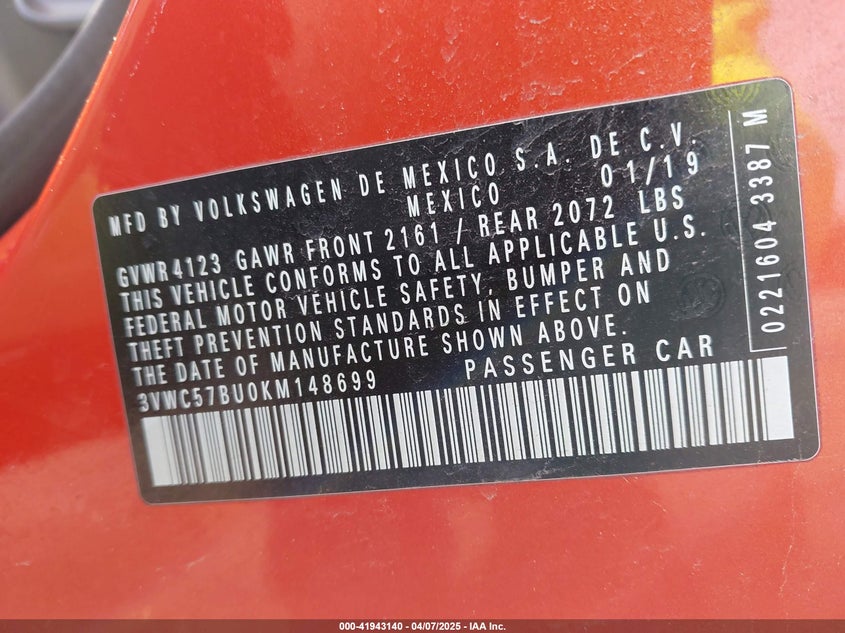 MFD BY VOLKSWAGEN DE MEXICO S.A. DE C.V.
MEXICO 01/19
GVWR4123 GAWR FRONT 2161 / REAR 2072 LBS
THIS VEHICLE CONFORMS TO ALL APPLICABLE U.S.
FEDERAL MOTOR VEHICLE SAFETY, BUMPER AND
THEFT PREVENTION STANDARDS IN EFFECT ON
THE DATE OF MANUFACTURE SHOWN ABOVE.
3VWC57BU0KM148699 PASSENGER CAR
0221604 3387 M
000-41943140 - 04/07/2025 - IAA Inc.